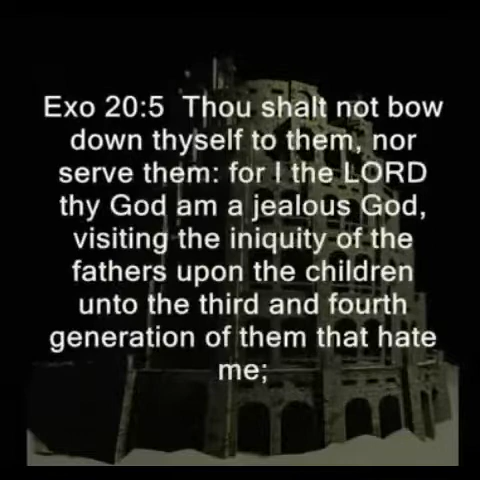 Exo 20:5  Thou shalt not bow
down thyself to them, nor
serve them: for I the LORD
thy God am a jealous God,
visiting the iniquity of the
fathers upon the children
unto the third and fourth
generation of them that hate
me;